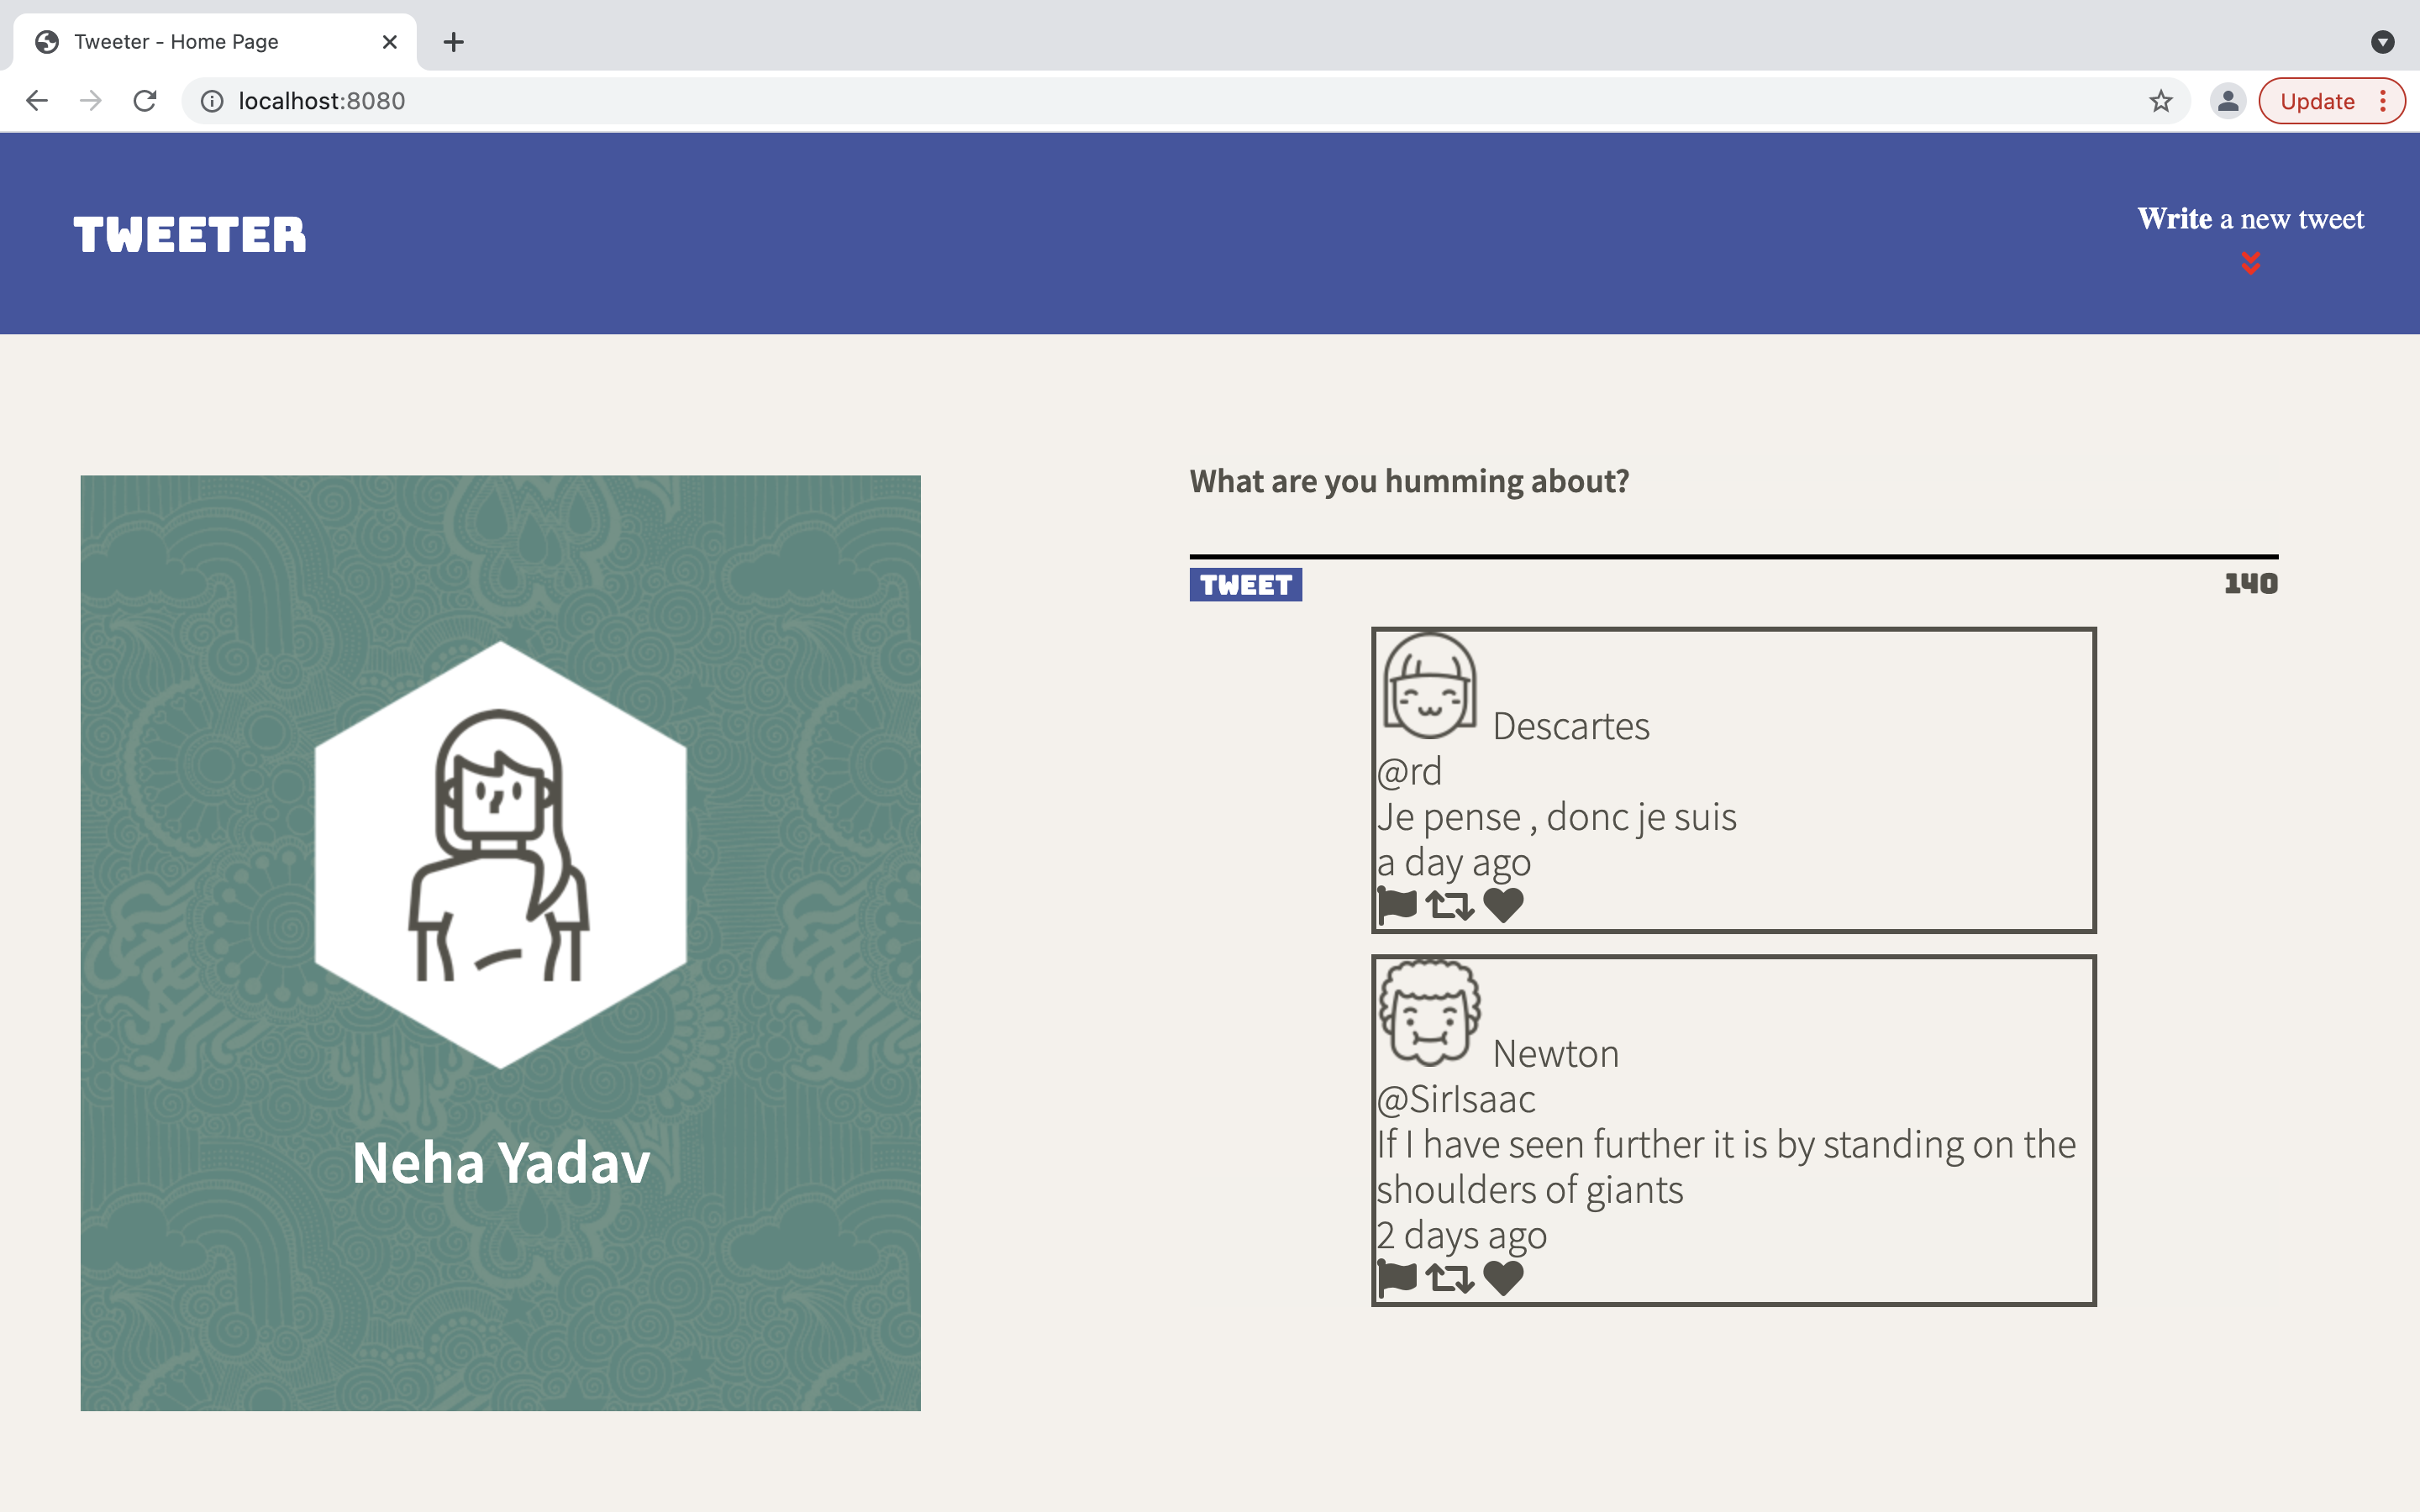 Tweeter - Home Page
localhost:8080
Update
TWEETER
Write a new tweet
What are you humming about?
TWEET
140
Descartes
@rd
Je pense , donc je suis
a day ago
Newton
@SirIsaac
If I have seen further it is by standing on the
shoulders of giants
2 days ago
Neha Yadav